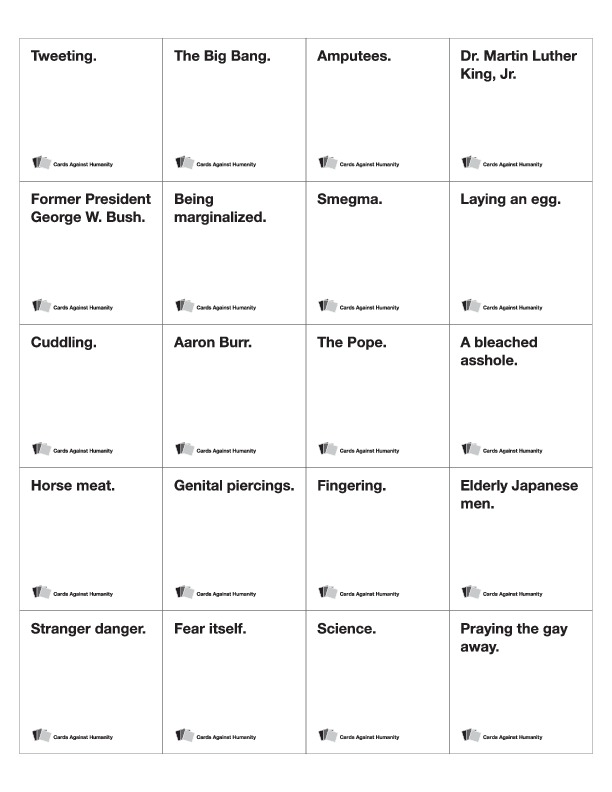 Tweeting.
Cards Against Humanity
The Big Bang.
Cards Against Humanity
Amputees.
Cards Against Humanity
Dr. Martin Luther
King, Jr.
Cards Against Humanity
Former President
George W. Bush.
Cards Against Humanity
Being
marginalized.
Cards Against Humanity
Smegma.
Cards Against Humanity
Laying an egg.
Cards Against Humanity
Cuddling.
Cards Against Humanity
Aaron Burr.
Cards Against Humanity
The Pope.
Cards Against Humanity
A bleached
asshole.
Cards Against Humanity
Horse meat.
Cards Against Humanity
Genital piercings.
Cards Against Humanity
Fingering.
Cards Against Humanity
Elderly Japanese
men.
Cards Against Humanity
Stranger danger.
Cards Against Humanity
Fear itself.
Cards Against Humanity
Science.
Cards Against Humanity
Praying the gay
away.
Cards Against Humanity